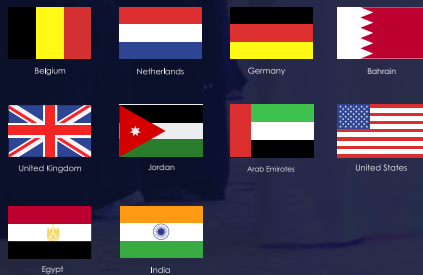 Belgium
Netherlands
Germany
Bahrain
United Kingdom
Jordan
Arab Emirates
United States
Egypt
India